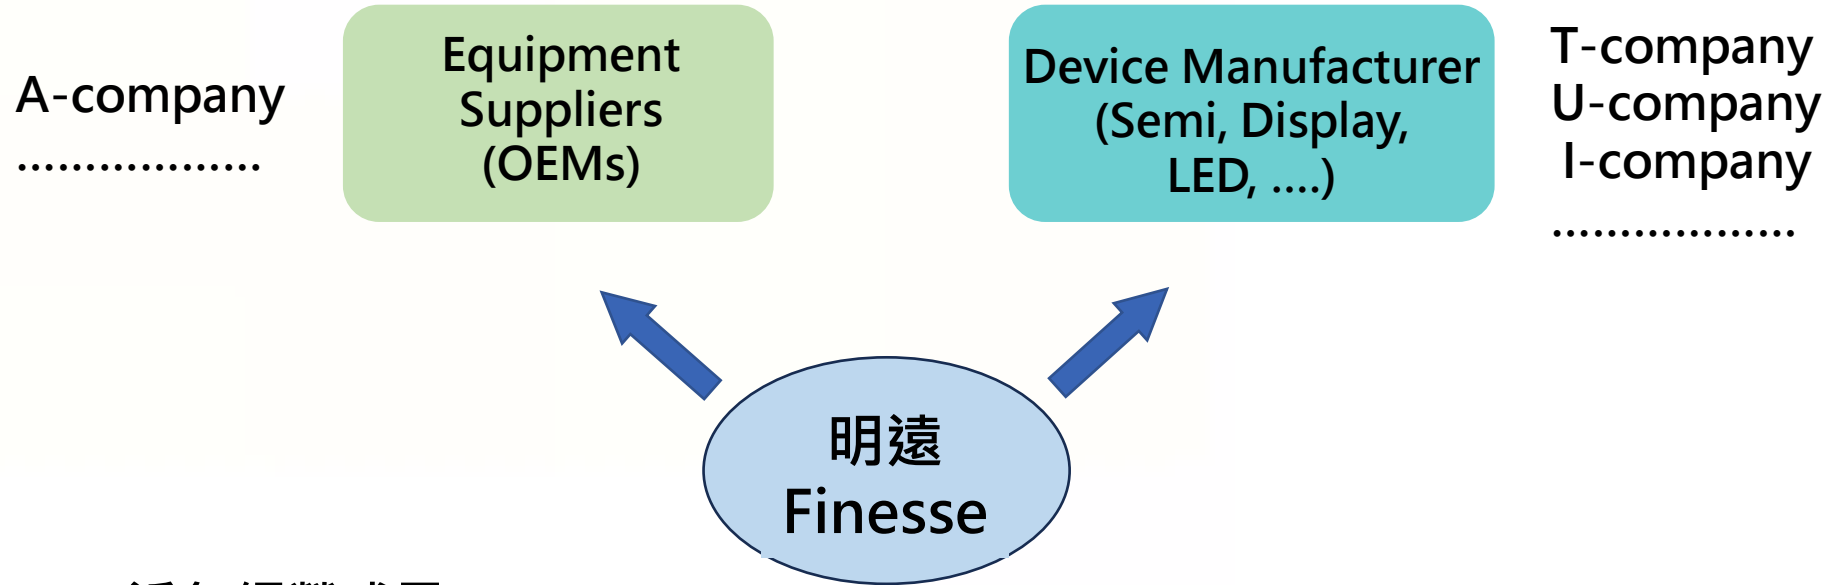 A-company
………………
Equipment
Suppliers
(OEMs)
Device Manufacturer
(Semi, Display,
LED, ….)
T-company
U-company
I-company
………………
明遠
Finesse